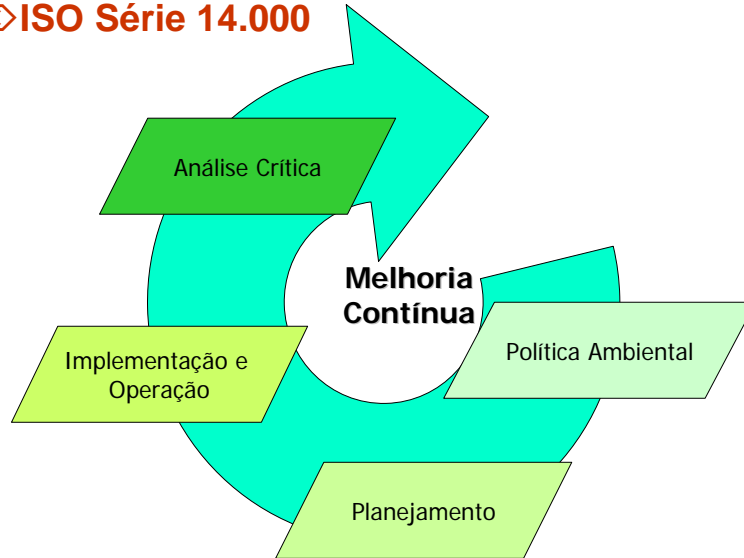 ISO Série 14.000
Análise Crítica
Melhoria
Contínua
Política Ambiental
Implementação e
Operação
Planejamento